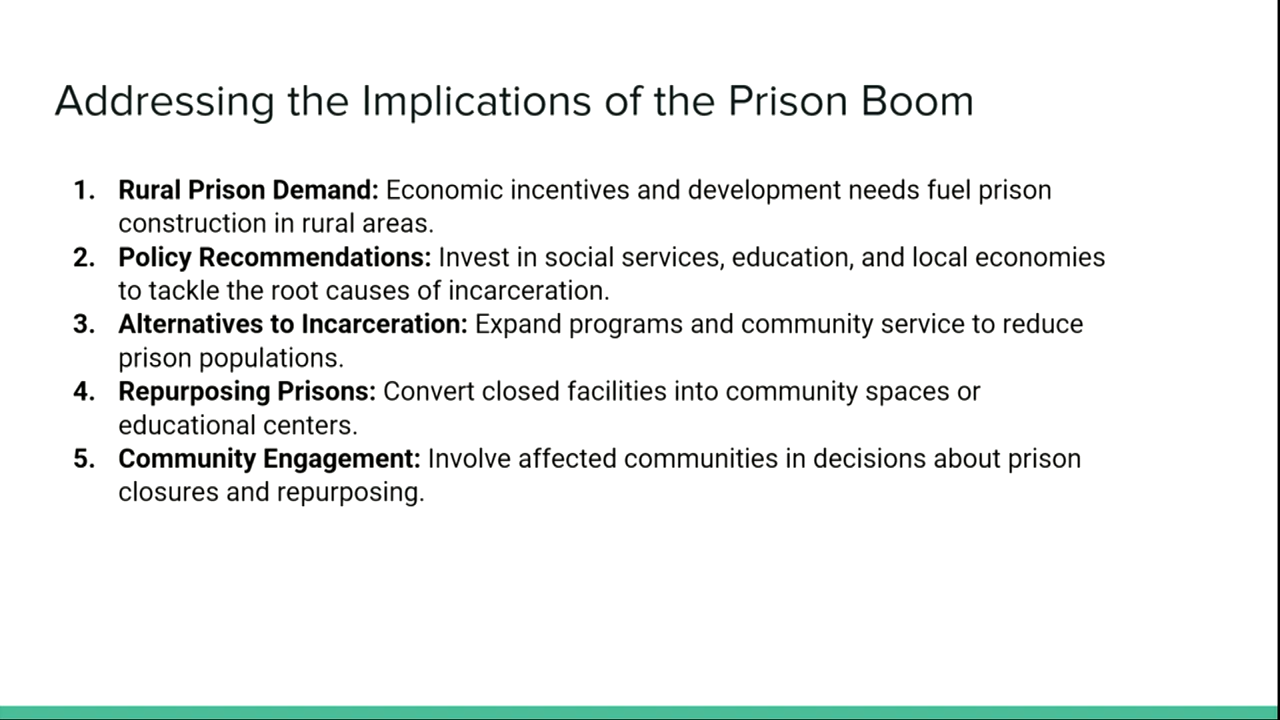 Addressing the Implications of the Prison Boom
1. Rural Prison Demand: Economic incentives and development needs fuel prison
construction in rural areas.
2. Policy Recommendations: Invest in social services, education, and local economies
to tackle the root causes of incarceration.
3. Alternatives to Incarceration: Expand programs and community service to reduce
prison populations.
4. Repurposing Prisons: Convert closed facilities into community spaces or
educational centers.
5. Community Engagement: Involve affected communities in decisions about prison
closures and repurposing.